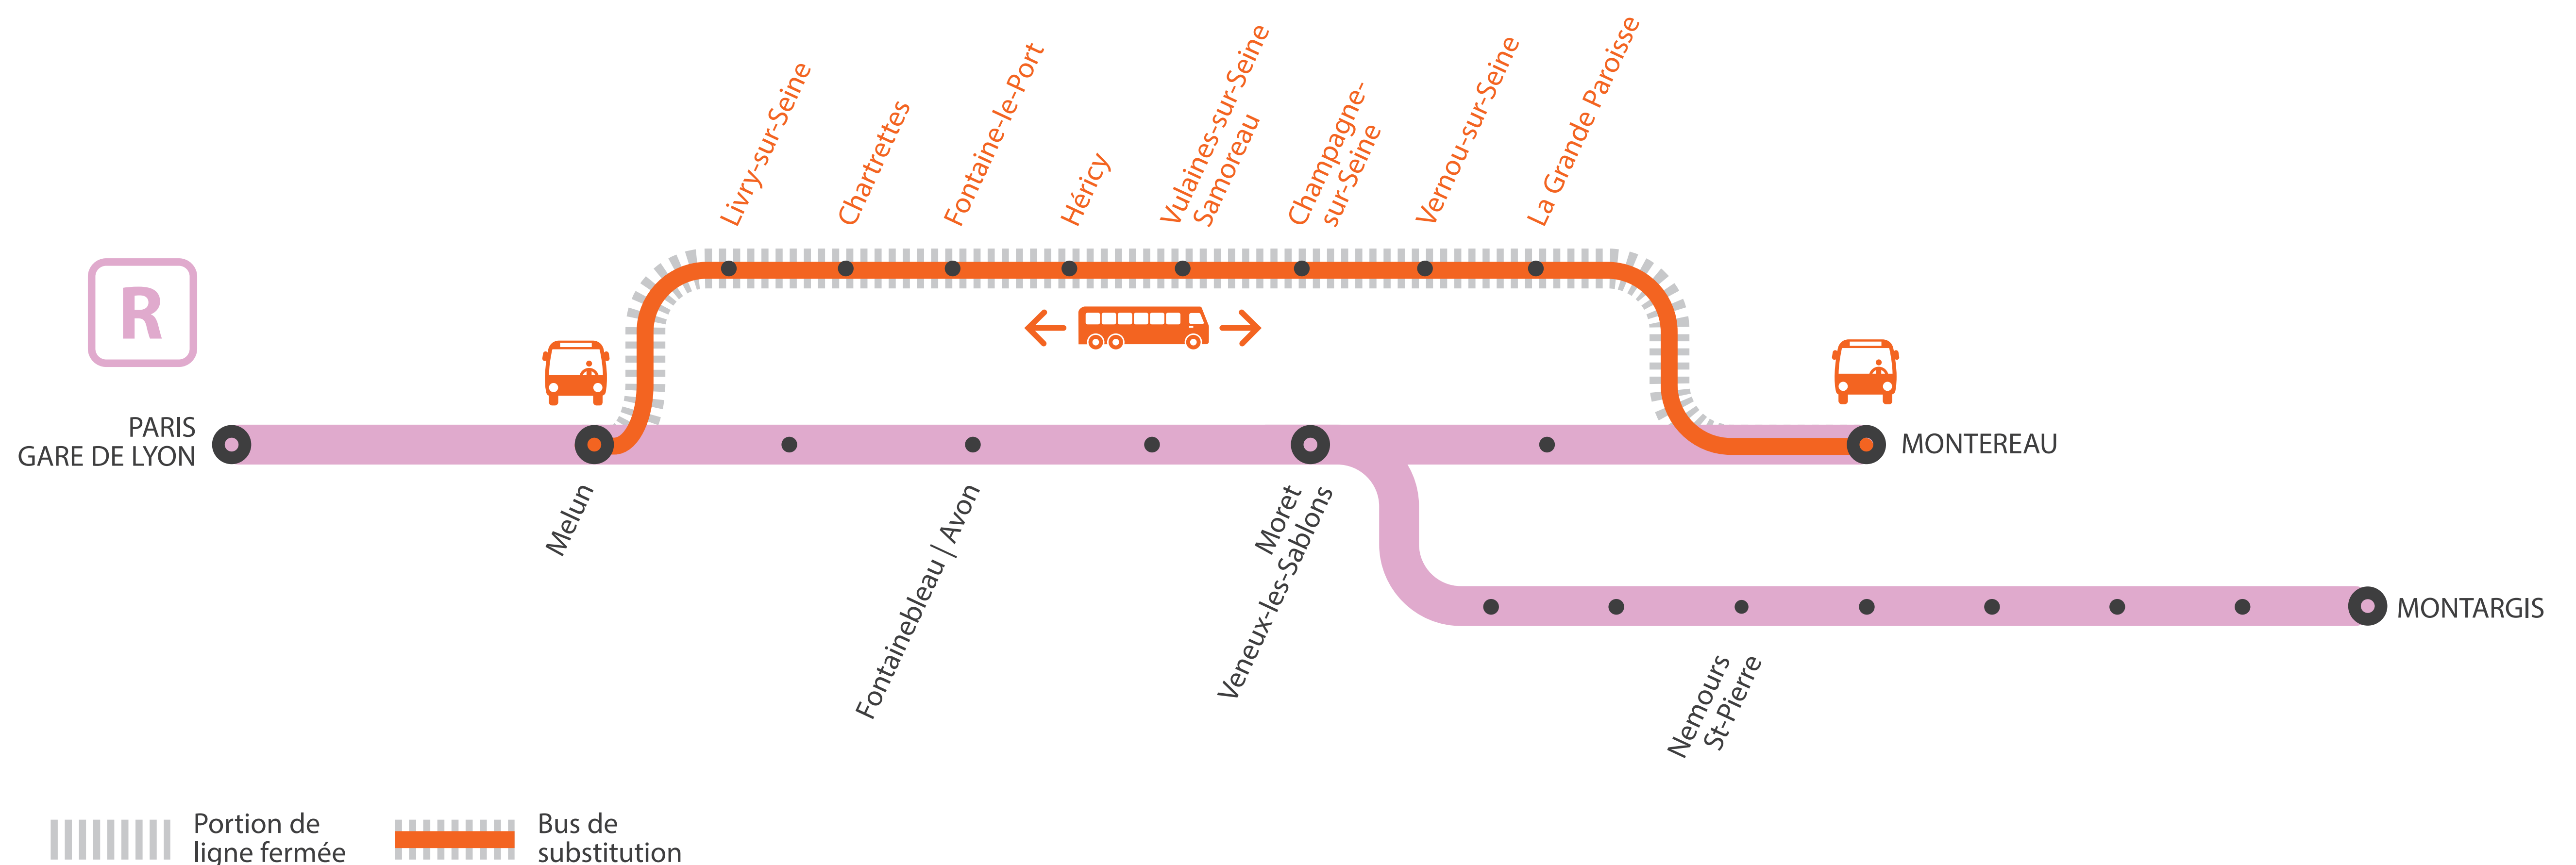 Livry-sur-Seine
Chartrettes
Fontaine-le-Port
Héricy
Vulaines-sur-Seine
Samoreau
Champagne-
sur-Seine
Vernou-sur-Seine
La Grande Paroisse
R
PARIS
GARE DE LYON
MONTEREAU
Melun
Fontainebleau | Avon
Moret
Veneux-les-Sablons
MONTARGIS
Nemours
St-Pierre
Portion de
ligne fermée
Bus de
substitution